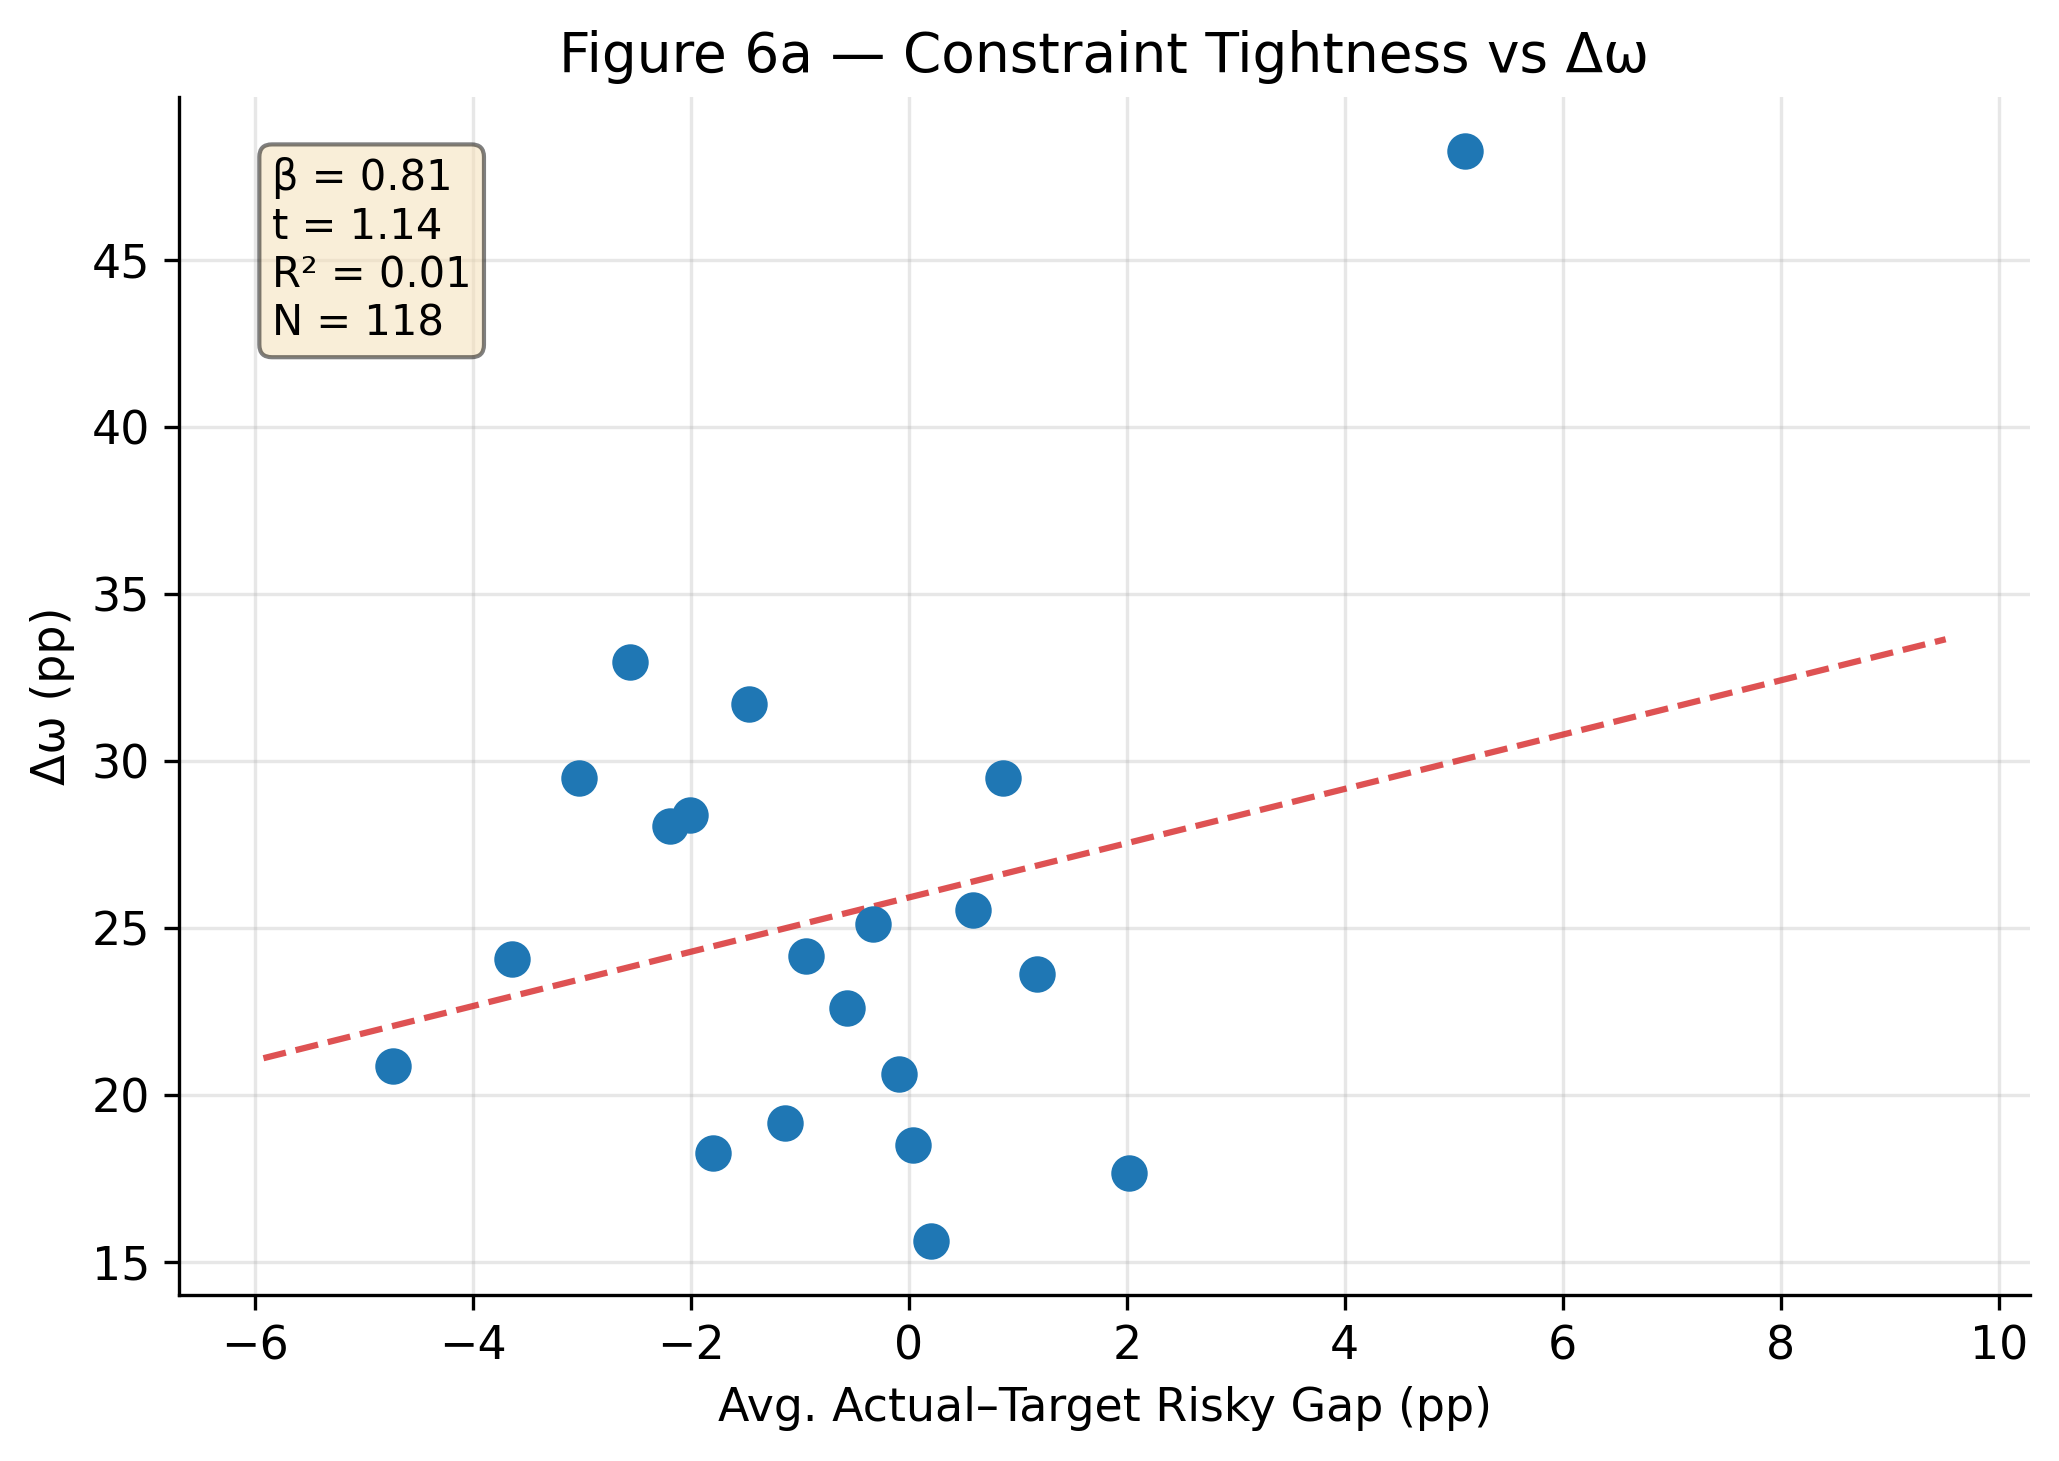 Figure 6a — Constraint Tightness vs Δω
β = 0.81
t = 1.14
R² = 0.01
N = 118
Δω (pp)
45
40
35
30
25
20
15
−6 −4 −2 0 2 4 6 8 10
Avg. Actual–Target Risky Gap (pp)